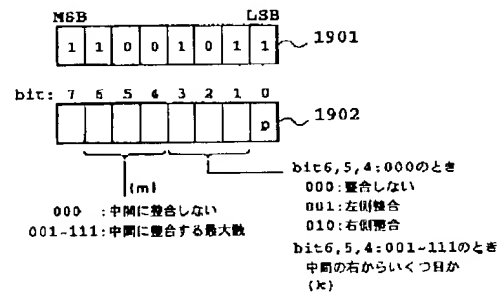 MSB LSB
1 1 0 0 1 0 1 1 1901
bit: 7 6 5 4 3 2 1 0
p 1902
(m)
000 :中間に整合しない
001~111:中間に整合する最大数
bit6,5,4:000のとき
000:整合しない
001:左側整合
010:右側整合
bit6,5,4:001~111のとき
中間の右からいくつ目か
(k)